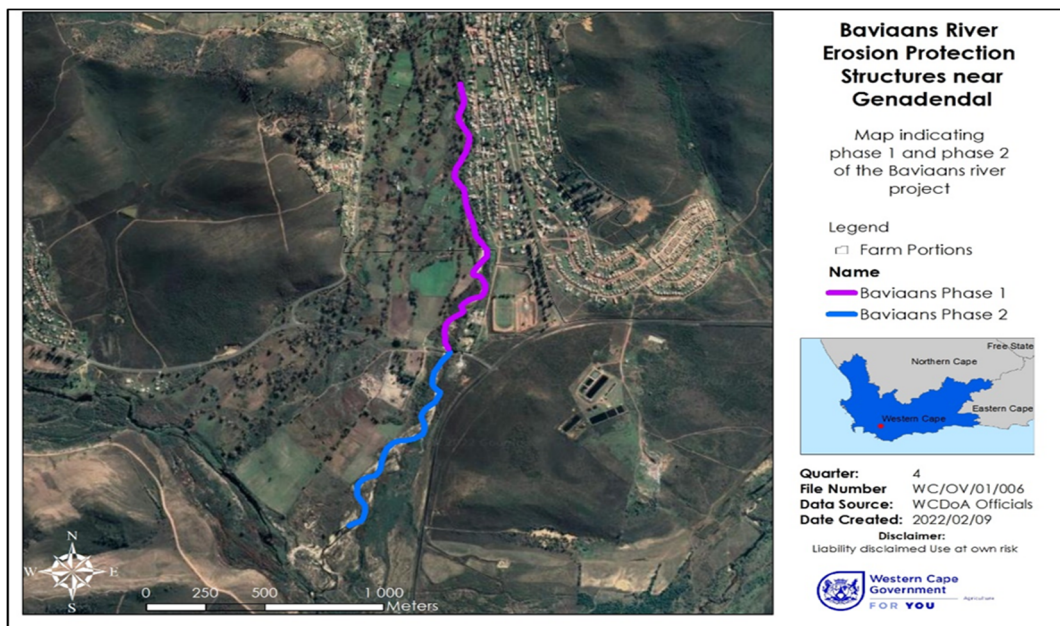 Baviaans River
Erosion Protection
Structures near
Genadendal
Map indicating
phase 1 and phase 2
of the Baviaans river
project
Legend
Farm Portions
Name
Baviaans Phase 1
Baviaans Phase 2
Free State
Northern Cape
Eastern Cape
Western Cape
Quarter: 4
File Number WC/OV/01/006
Data Source: WCDoA Officials
Date Created: 2022/02/09
Disclaimer:
Liability disclaimed Use at own risk
Western Cape
Government
Agriculture
FOR YOU
N
W E
S
0 250 500 1 000
Meters